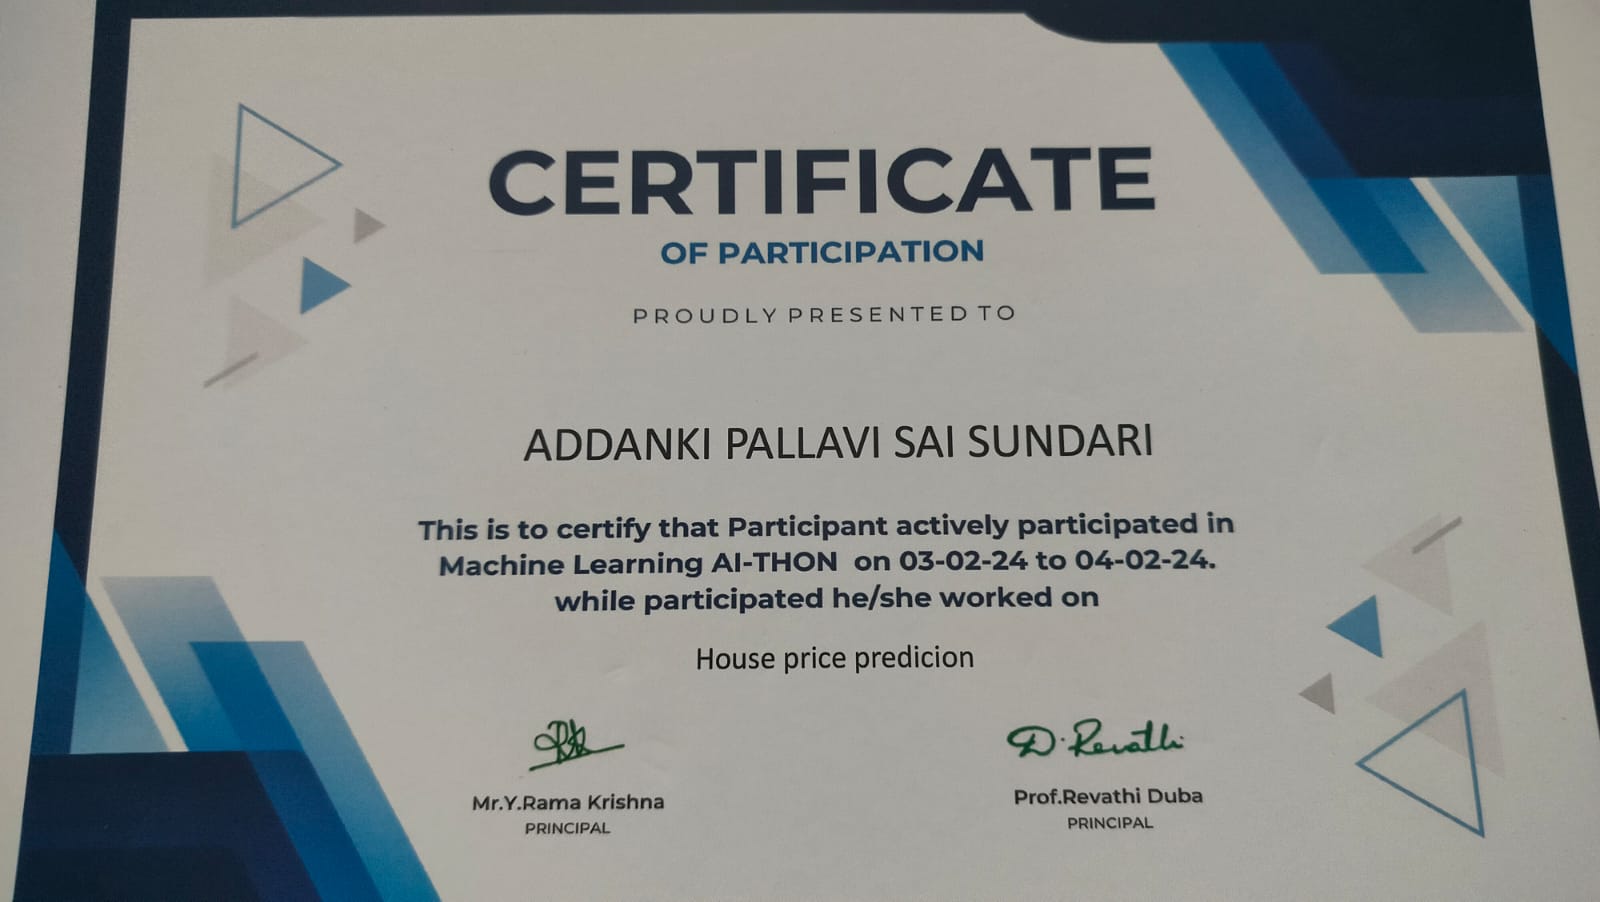 CERTIFICATE
OF PARTICIPATION
PROUDLY PRESENTED TO
ADDANKI PALLAVI SAI SUNDARI
This is to certify that Participant actively participated in
Machine Learning AI-THON on 03-02-24 to 04-02-24.
while participated he/she worked on
House price predicion
D. Revathi
Mr.Y.Rama Krishna
PRINCIPAL
Prof.Revathi Duba
PRINCIPAL